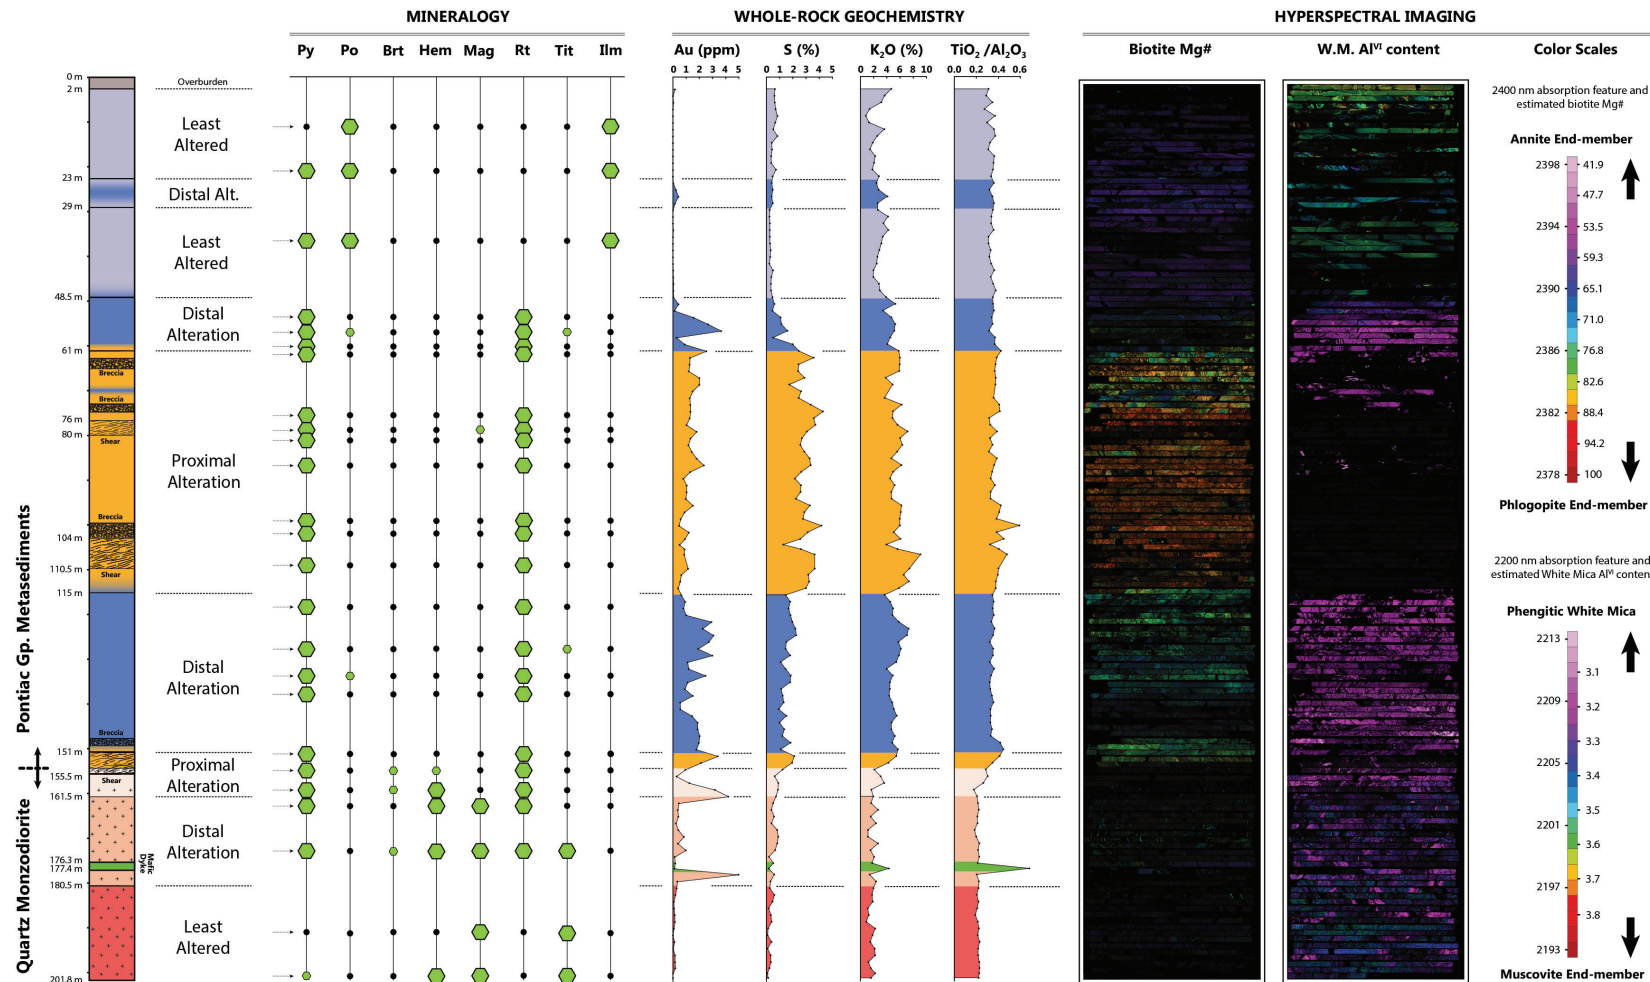 MINERALOGY
WHOLE-ROCK GEOCHEMISTRY
HYPERSPECTRAL IMAGING
Py Po Brt Hem Mag Rt Tit Ilm
Au (ppm)
0 1 2 3 4 5
S (%)
0 1 2 3 4 5
K₂O (%)
0 2 4 6 8 10
TiO₂ /Al₂O₃
0.0 0.2 0.4 0.6
Biotite Mg#
W.M. Alⱽᴵ content
Color Scales
0 m
2 m
23 m
29 m
48.5 m
61 m
76 m
80 m
104 m
110.5 m
115 m
151 m
155.5 m
161.5 m
176.3 m
177.4 m
180.5 m
201.8 m
Pontiac Gp. Metasediments
Quartz Monzodiorite
Breccia
Breccia
Shear
Breccia
Shear
Breccia
Shear
Mafic
Dyke
Overburden
Least
Altered
Distal Alt.
Least
Altered
Distal
Alteration
Proximal
Alteration
Distal
Alteration
Proximal
Alteration
Distal
Alteration
Least
Altered
2400 nm absorption feature and
estimated biotite Mg#
Annite End-member
2398 41.9
47.7
2394 53.5
59.3
2390 65.1
71.0
2386 76.8
82.6
2382 88.4
94.2
2378 100
Phlogopite End-member
2200 nm absorption feature and
estimated White Mica Alⱽᴵ conten
Phengitic White Mica
2213
3.1
2209 3.2
3.3
2205 3.4
3.5
2201 3.6
3.7
2197
3.8
2193
Muscovite End-member